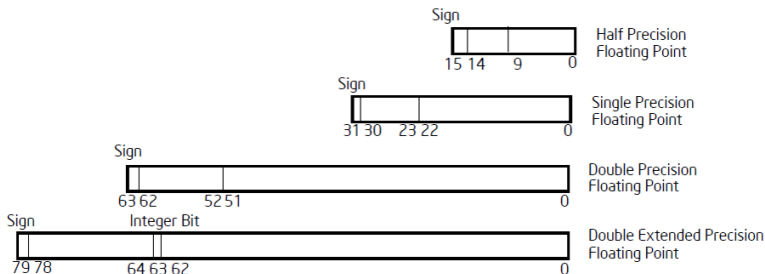 Sign
Half Precision
Floating Point
15 14 9 0
Sign
Single Precision
Floating Point
31 30 23 22 0
Sign
Double Precision
Floating Point
63 62 52 51 0
Sign Integer Bit
Double Extended Precision
Floating Point
79 78 64 63 62 0